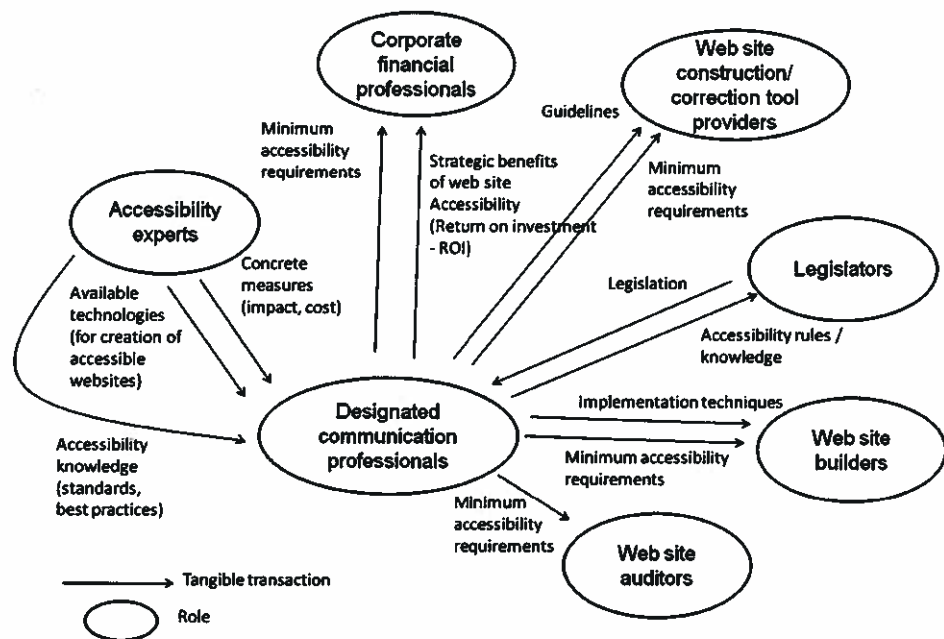 Corporate
financial
professionals
Web site
construction/
correction tool
providers
Guidelines
Minimum
accessibility
requirements
Strategic benefits
of web site
Accessibility
(Return on investment
- ROI)
Minimum
accessibility
requirements
Accessibility
experts
Concrete
measures
(impact, cost)
Available
technologies
(for creation of
accessible
websites)
Legislation
Legislators
Accessibility rules /
knowledge
Designated
communication
professionals
Implementation techniques
Web site
builders
Minimum accessibility
requirements
Accessibility
knowledge
(standards,
best practices)
Minimum
accessibility
requirements
Web site
auditors
Tangible transaction
Role